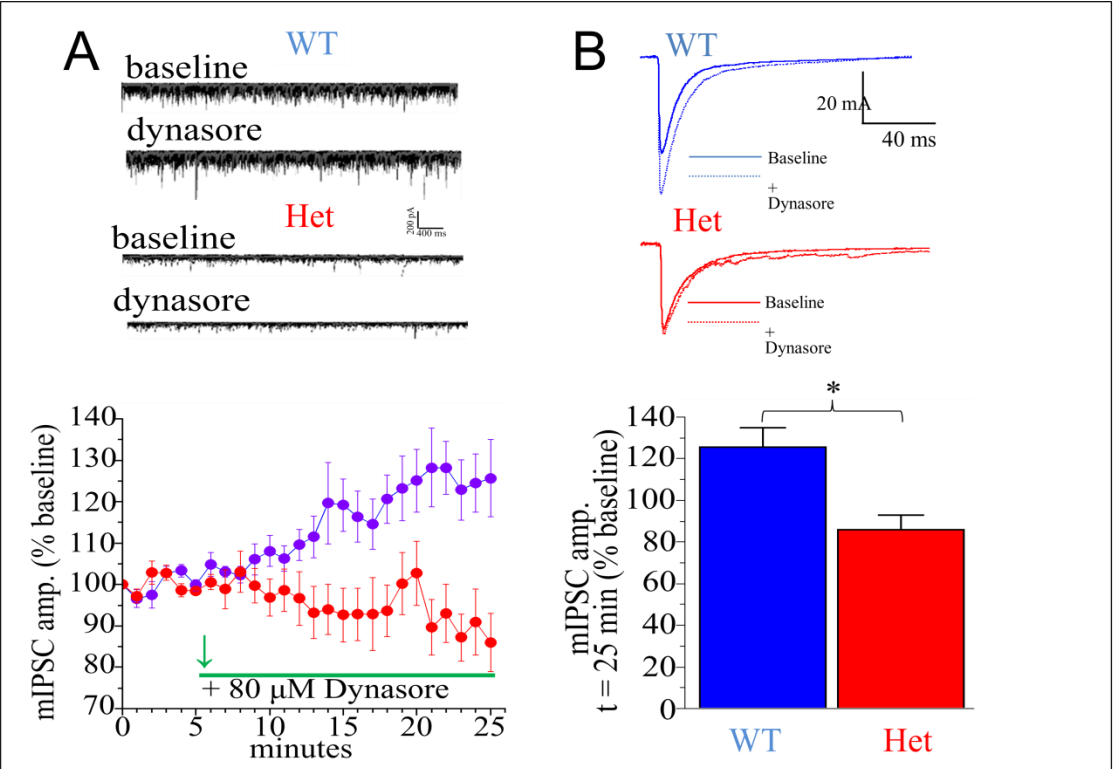 A
WT
baseline
dynasore
Het
200 pA
400 ms
baseline
dynasore
mIPSC amp. (% baseline)
140
130
120
110
100
90
80
70
+ 80 µM Dynasore
0
5
10
15
20
25
minutes
B
WT
20 mA
40 ms
Baseline
+
Dynasore
Het
Baseline
+
Dynasore
*
mIPSC amp.
t = 25 min (% baseline)
140
120
100
80
60
40
20
0
WT
Het